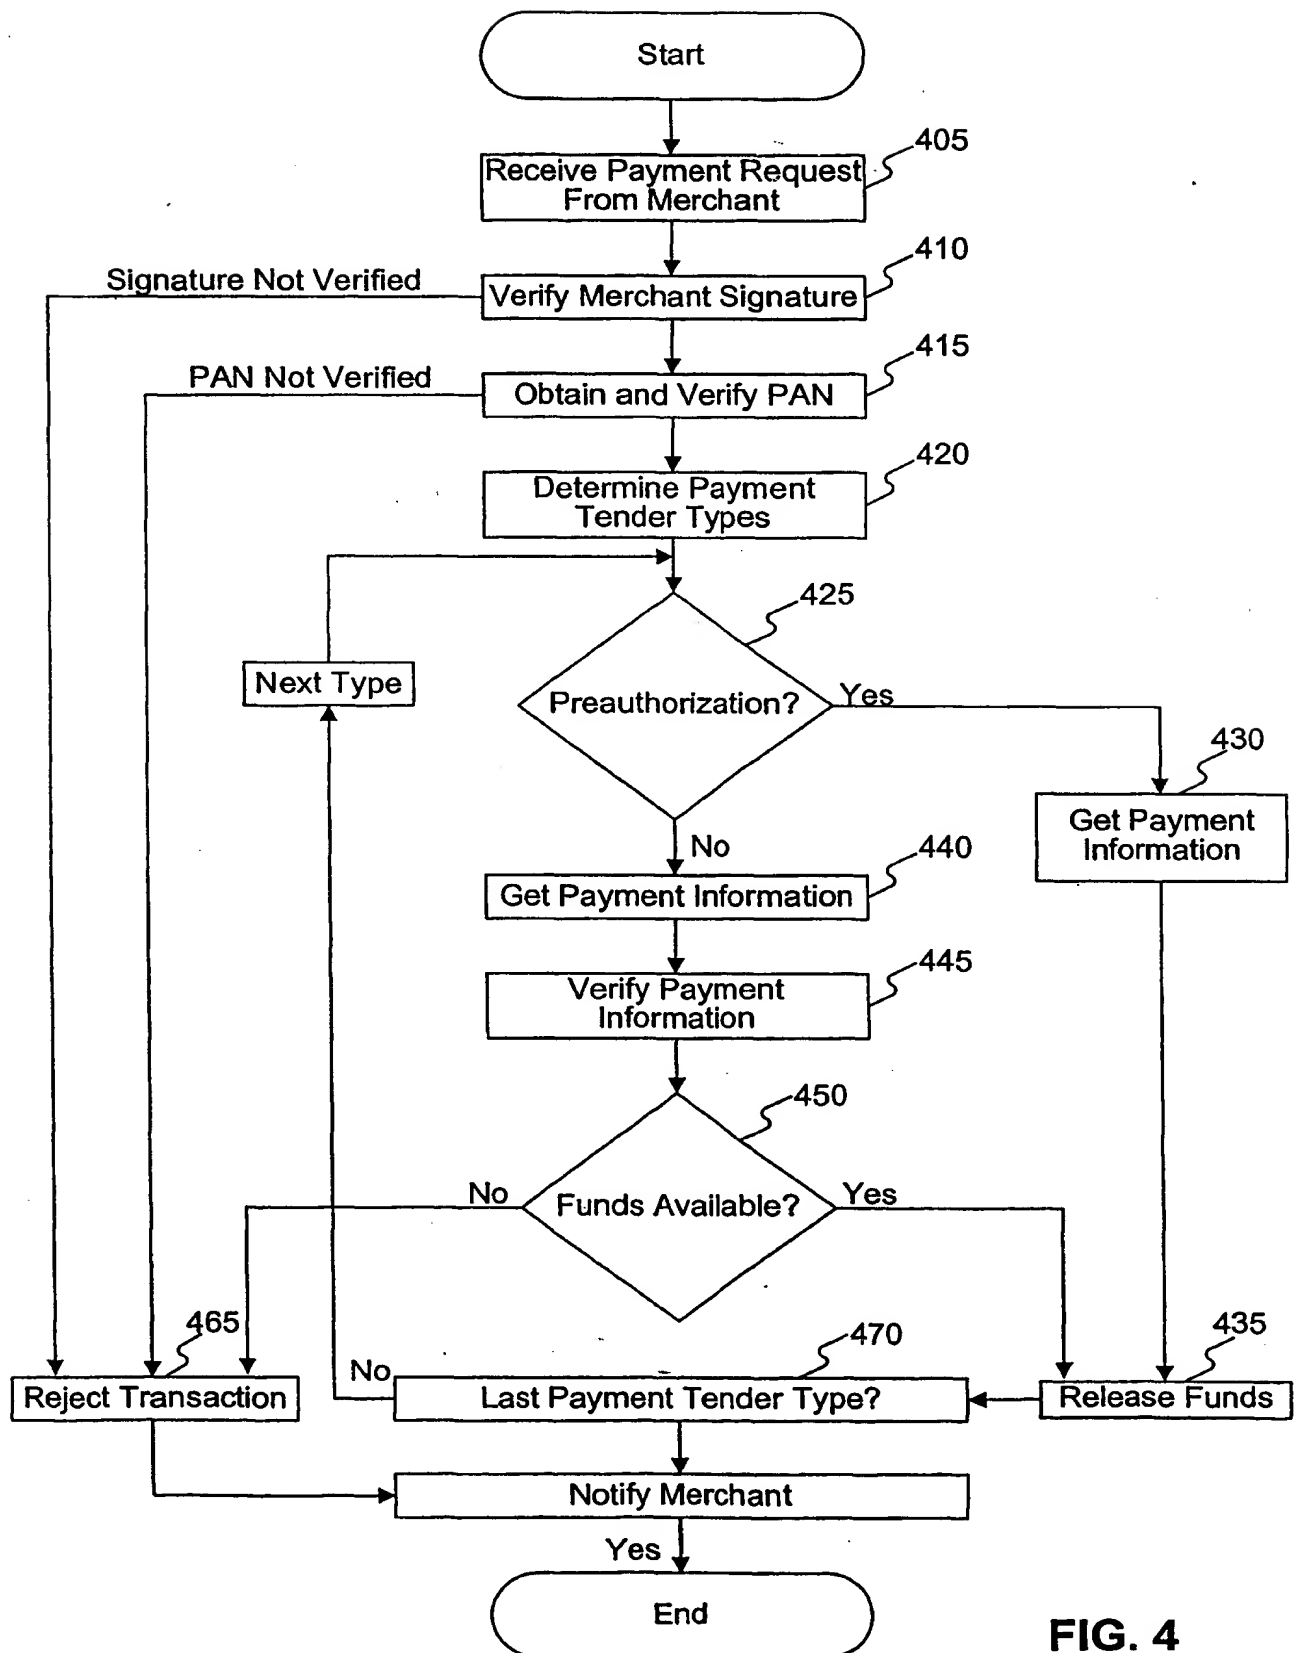 Start
405
Receive Payment Request
From Merchant
410
Signature Not Verified
Verify Merchant Signature
415
PAN Not Verified
Obtain and Verify PAN
420
Determine Payment
Tender Types
425
Next Type
Preauthorization?
Yes
430
Get Payment
Information
No
440
Get Payment Information
445
Verify Payment
Information
450
No
Funds Available?
Yes
465
470
435
No
Reject Transaction
Last Payment Tender Type?
Release Funds
Notify Merchant
Yes
End
FIG. 4